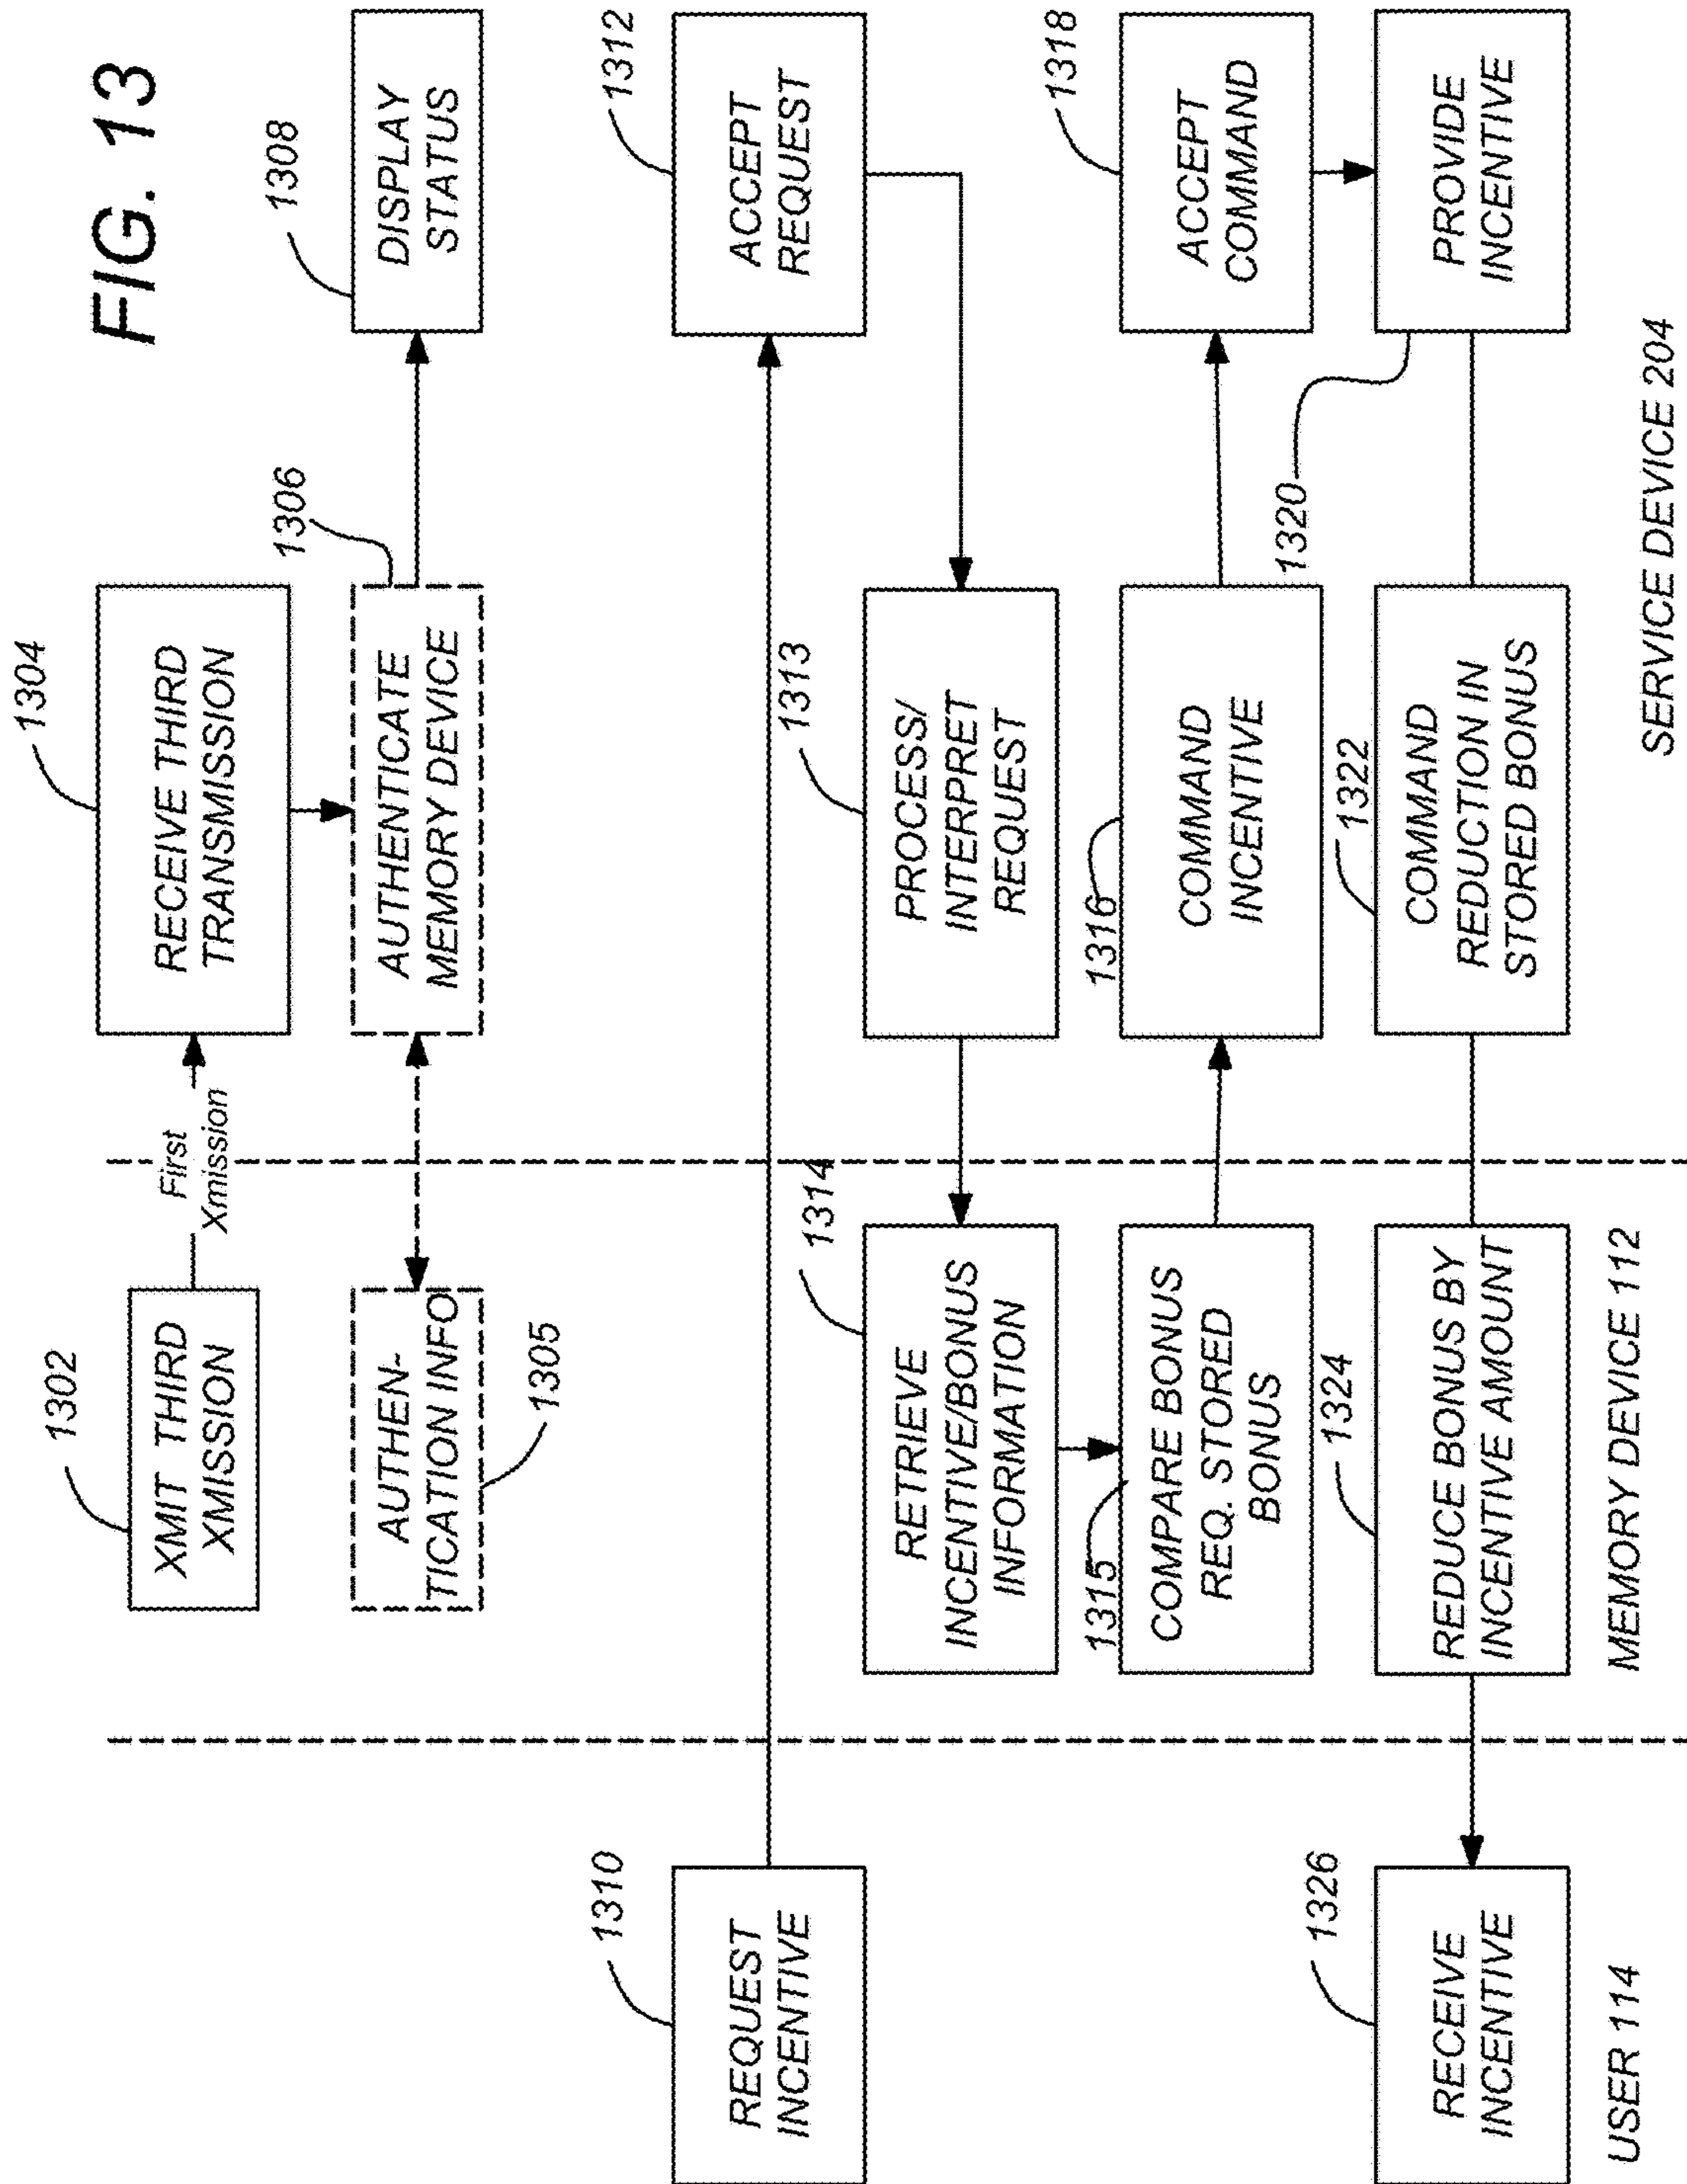 FIG. 13
1302
XMIT THIRD
XMISSION
First
Xmission
1304
RECEIVE THIRD
TRANSMISSION
AUTHEN-
TICATION INFO
1305
1306
AUTHENTICATE
MEMORY DEVICE
1308
DISPLAY
STATUS
1310
REQUEST
INCENTIVE
1312
ACCEPT
REQUEST
1313
PROCESS/
INTERPRET
REQUEST
1314
RETRIEVE
INCENTIVE/BONUS
INFORMATION
1315
COMPARE BONUS
REQ. STORED
BONUS
1316
COMMAND
INCENTIVE
1318
ACCEPT
COMMAND
1320
PROVIDE
INCENTIVE
1322
COMMAND
REDUCTION IN
STORED BONUS
1324
REDUCE BONUS BY
INCENTIVE AMOUNT
1326
RECEIVE
INCENTIVE
USER 114
MEMORY DEVICE 112
SERVICE DEVICE 204